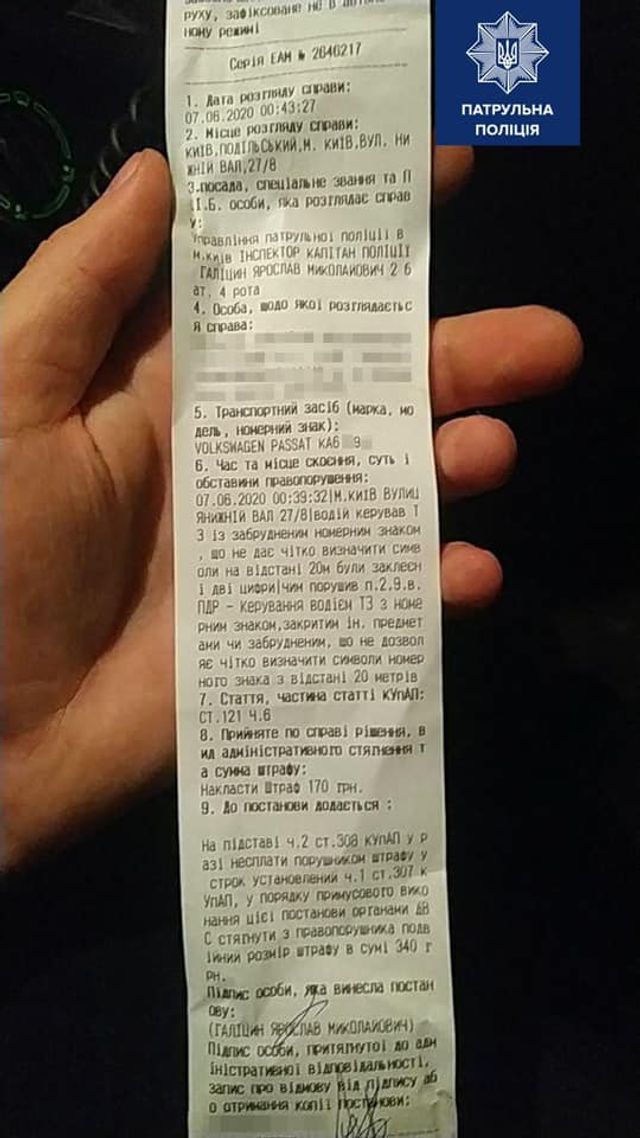 руху, зафіксоване не в
ному режимі
Серія ЕАМ № 2640217
ПАТРУЛЬНА
ПОЛІЦІЯ
1. Дата розгляду справи:
07.06.2020 00:43:27
2. Місце розгляду справи:
КИЇВ,ПОДІЛЬСЬКИЙ,М. КИЇВ,ВУЛ. НИ
ЖНІЙ ВАЛ,27/8
3.посада, спеціальне звання та П
.І.Б. особи, яка розглядає справ
у:
Управління патрульної поліції в
м.Київ ІНСПЕКТОР КАПІТАН ПОЛІЦІЇ
ГАЛІЦИН ЯРОСЛАВ МИКОЛАЙОВИЧ 2 б
ат, 4 рота
4. Особа, щодо якої розглядаєтьс
я справа:
5. Транспортний засіб (марка, мо
дель, номерний знак):
VOLKSWAGEN PASSAT КА6 9
6. Час та місце скоєння, суть і
обставини правопорушення:
07.06.2020 00:39:32|М.КИЇВ ВУЛИЦ
ЯНИЖНІЙ ВАЛ 27/8|водій керував Т
З із забрудненим номерним знаком
, що не дає чітко визначити симв
оли на відстані 20м були заклеєн
і дві цифри|чим порушив п.2.9.в.
ПДР – Керування водієм ТЗ з номе
рним знаком,закритим ін. предмет
ами чи забрудненим, що не дозвол
яє чітко визначити символи номер
ного знака з відстані 20 метрів
7. Стаття, частина статті КУпАП:
СТ.121 Ч.6
8. Прийняте по справі рішення, в
ид адміністративного стягнення т
а сумма штрафу:
Накласти Штраф 170 грн.
9. До постанови додається :
На підставі ч.2 ст.308 КУпАП у р
азі несплати порушником штрафу у
строк установлений ч.1 ст.307 К
УпАП, у порядку примусового вико
нання цієї постанови органами ДВ
С стягнути з правопорушника подв
ійний розмір штрафу в сумі 340 г
рн.
Підпис особи, яка винесла постан
ову:
(ГАЛІЦИН ЯРОСЛАВ МИКОЛАЙОВИЧ)
Підпис особи, притягнутої до адм
іністративної відповідальності,
запис про відмову від підпису аб
о отримання копії постанови: